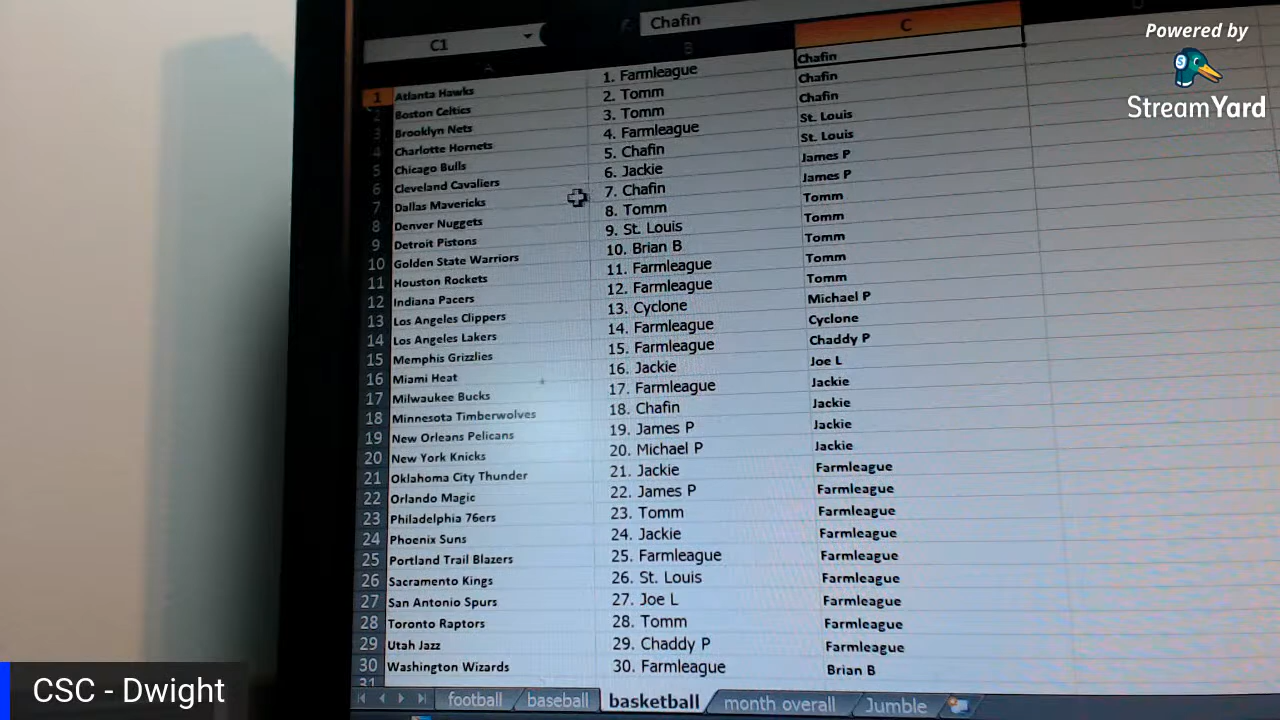 Powered by
StreamYard
C1 Chafin
A B C D
1 Atlanta Hawks 1. Farmleague Chafin
2 Boston Celtics 2. Tomm Chafin
3 Brooklyn Nets 3. Tomm Chafin
4 Charlotte Hornets 4. Farmleague St. Louis
5 Chicago Bulls 5. Chafin St. Louis
6 Cleveland Cavaliers 6. Jackie James P
7 Dallas Mavericks 7. Chafin James P
8 Denver Nuggets 8. Tomm Tomm
9 Detroit Pistons 9. St. Louis Tomm
10 Golden State Warriors 10. Brian B Tomm
11 Houston Rockets 11. Farmleague Tomm
12 Indiana Pacers 12. Farmleague Tomm
13 Los Angeles Clippers 13. Cyclone Michael P
14 Los Angeles Lakers 14. Farmleague Cyclone
15 Memphis Grizzlies 15. Farmleague Chaddy P
16 Miami Heat 16. Jackie Joe L
17 Milwaukee Bucks 17. Farmleague Jackie
18 Minnesota Timberwolves 18. Chafin Jackie
19 New Orleans Pelicans 19. James P Jackie
20 New York Knicks 20. Michael P Jackie
21 Oklahoma City Thunder 21. Jackie Farmleague
22 Orlando Magic 22. James P Farmleague
23 Philadelphia 76ers 23. Tomm Farmleague
24 Phoenix Suns 24. Jackie Farmleague
25 Portland Trail Blazers 25. Farmleague Farmleague
26 Sacramento Kings 26. St. Louis Farmleague
27 San Antonio Spurs 27. Joe L Farmleague
28 Toronto Raptors 28. Tomm Farmleague
29 Utah Jazz 29. Chaddy P Farmleague
30 Washington Wizards 30. Farmleague Brian B
31
football baseball basketball month overall Jumble
CSC - Dwight